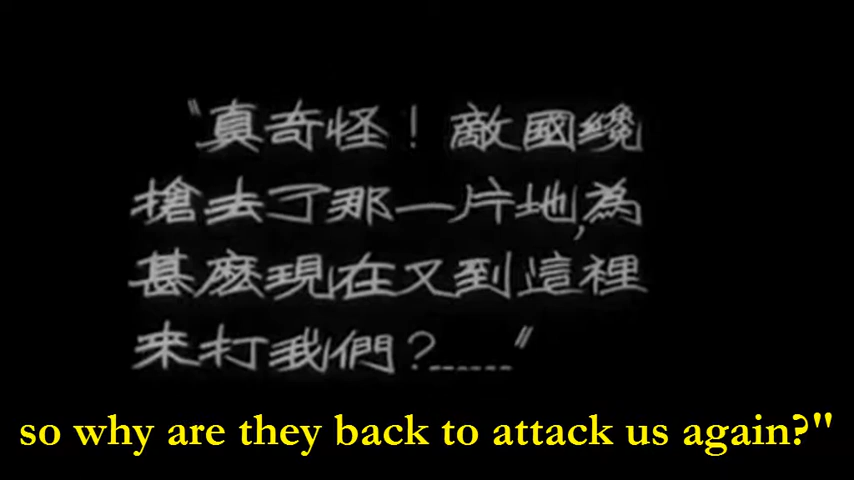 "真奇怪！敵國纔
搶去了那一片地,為
甚麽現在又到這裡
來打我們?......"
so why are they back to attack us again?"